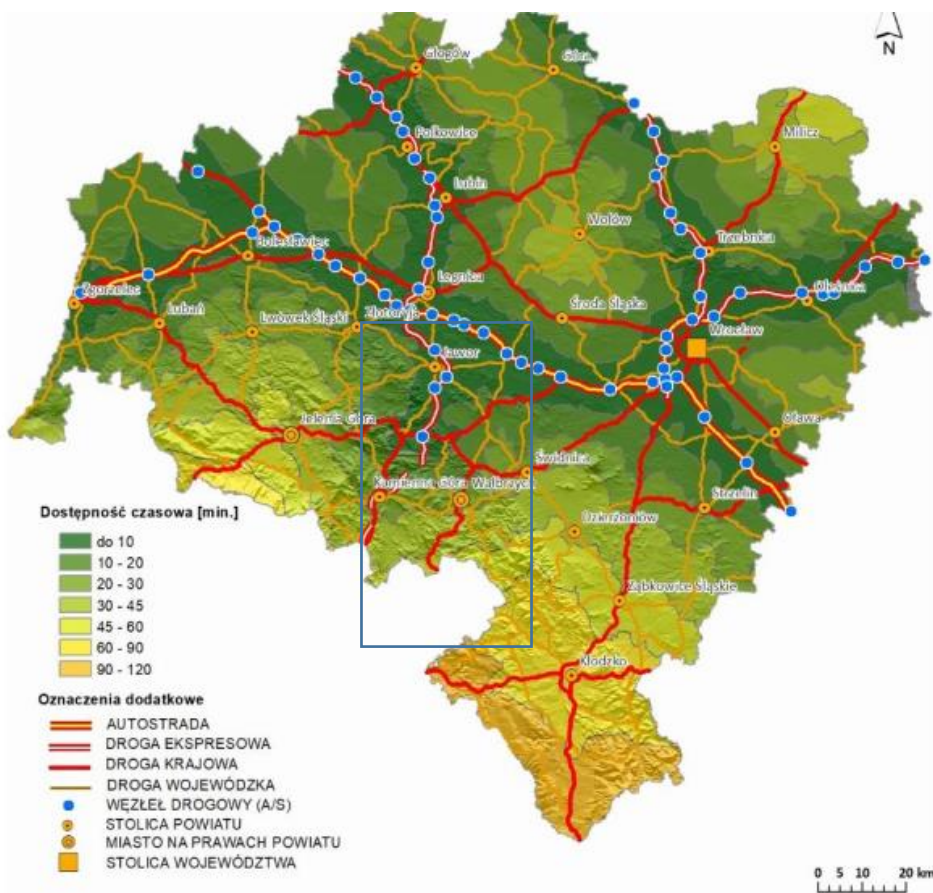 N
Głogów
Góra
Polkowice
Milicz
Lubin
Wołów
Trzebnica
Bolesławiec
Oleśnica
Zgorzelec
Legnica
Lubań
Lwówek Śląski
Złotoryja
Środa Śląska
Wrocław
Jawor
Jelenia Góra
Oława
Świdnica
Kamienna Góra
Wałbrzych
Strzelin
Dzierżoniów
Ząbkowice Śląskie
Kłodzko
Dostępność czasowa [min.]
do 10
10 - 20
20 - 30
30 - 45
45 - 60
60 - 90
90 - 120
Oznaczenia dodatkowe
AUTOSTRADA
DROGA EKSPRESOWA
DROGA KRAJOWA
DROGA WOJEWÓDZKA
WĘZŁEŁ DROGOWY (A/S)
STOLICA POWIATU
MIASTO NA PRAWACH POWIATU
STOLICA WOJEWÓDZTWA
0 5 10 20 km